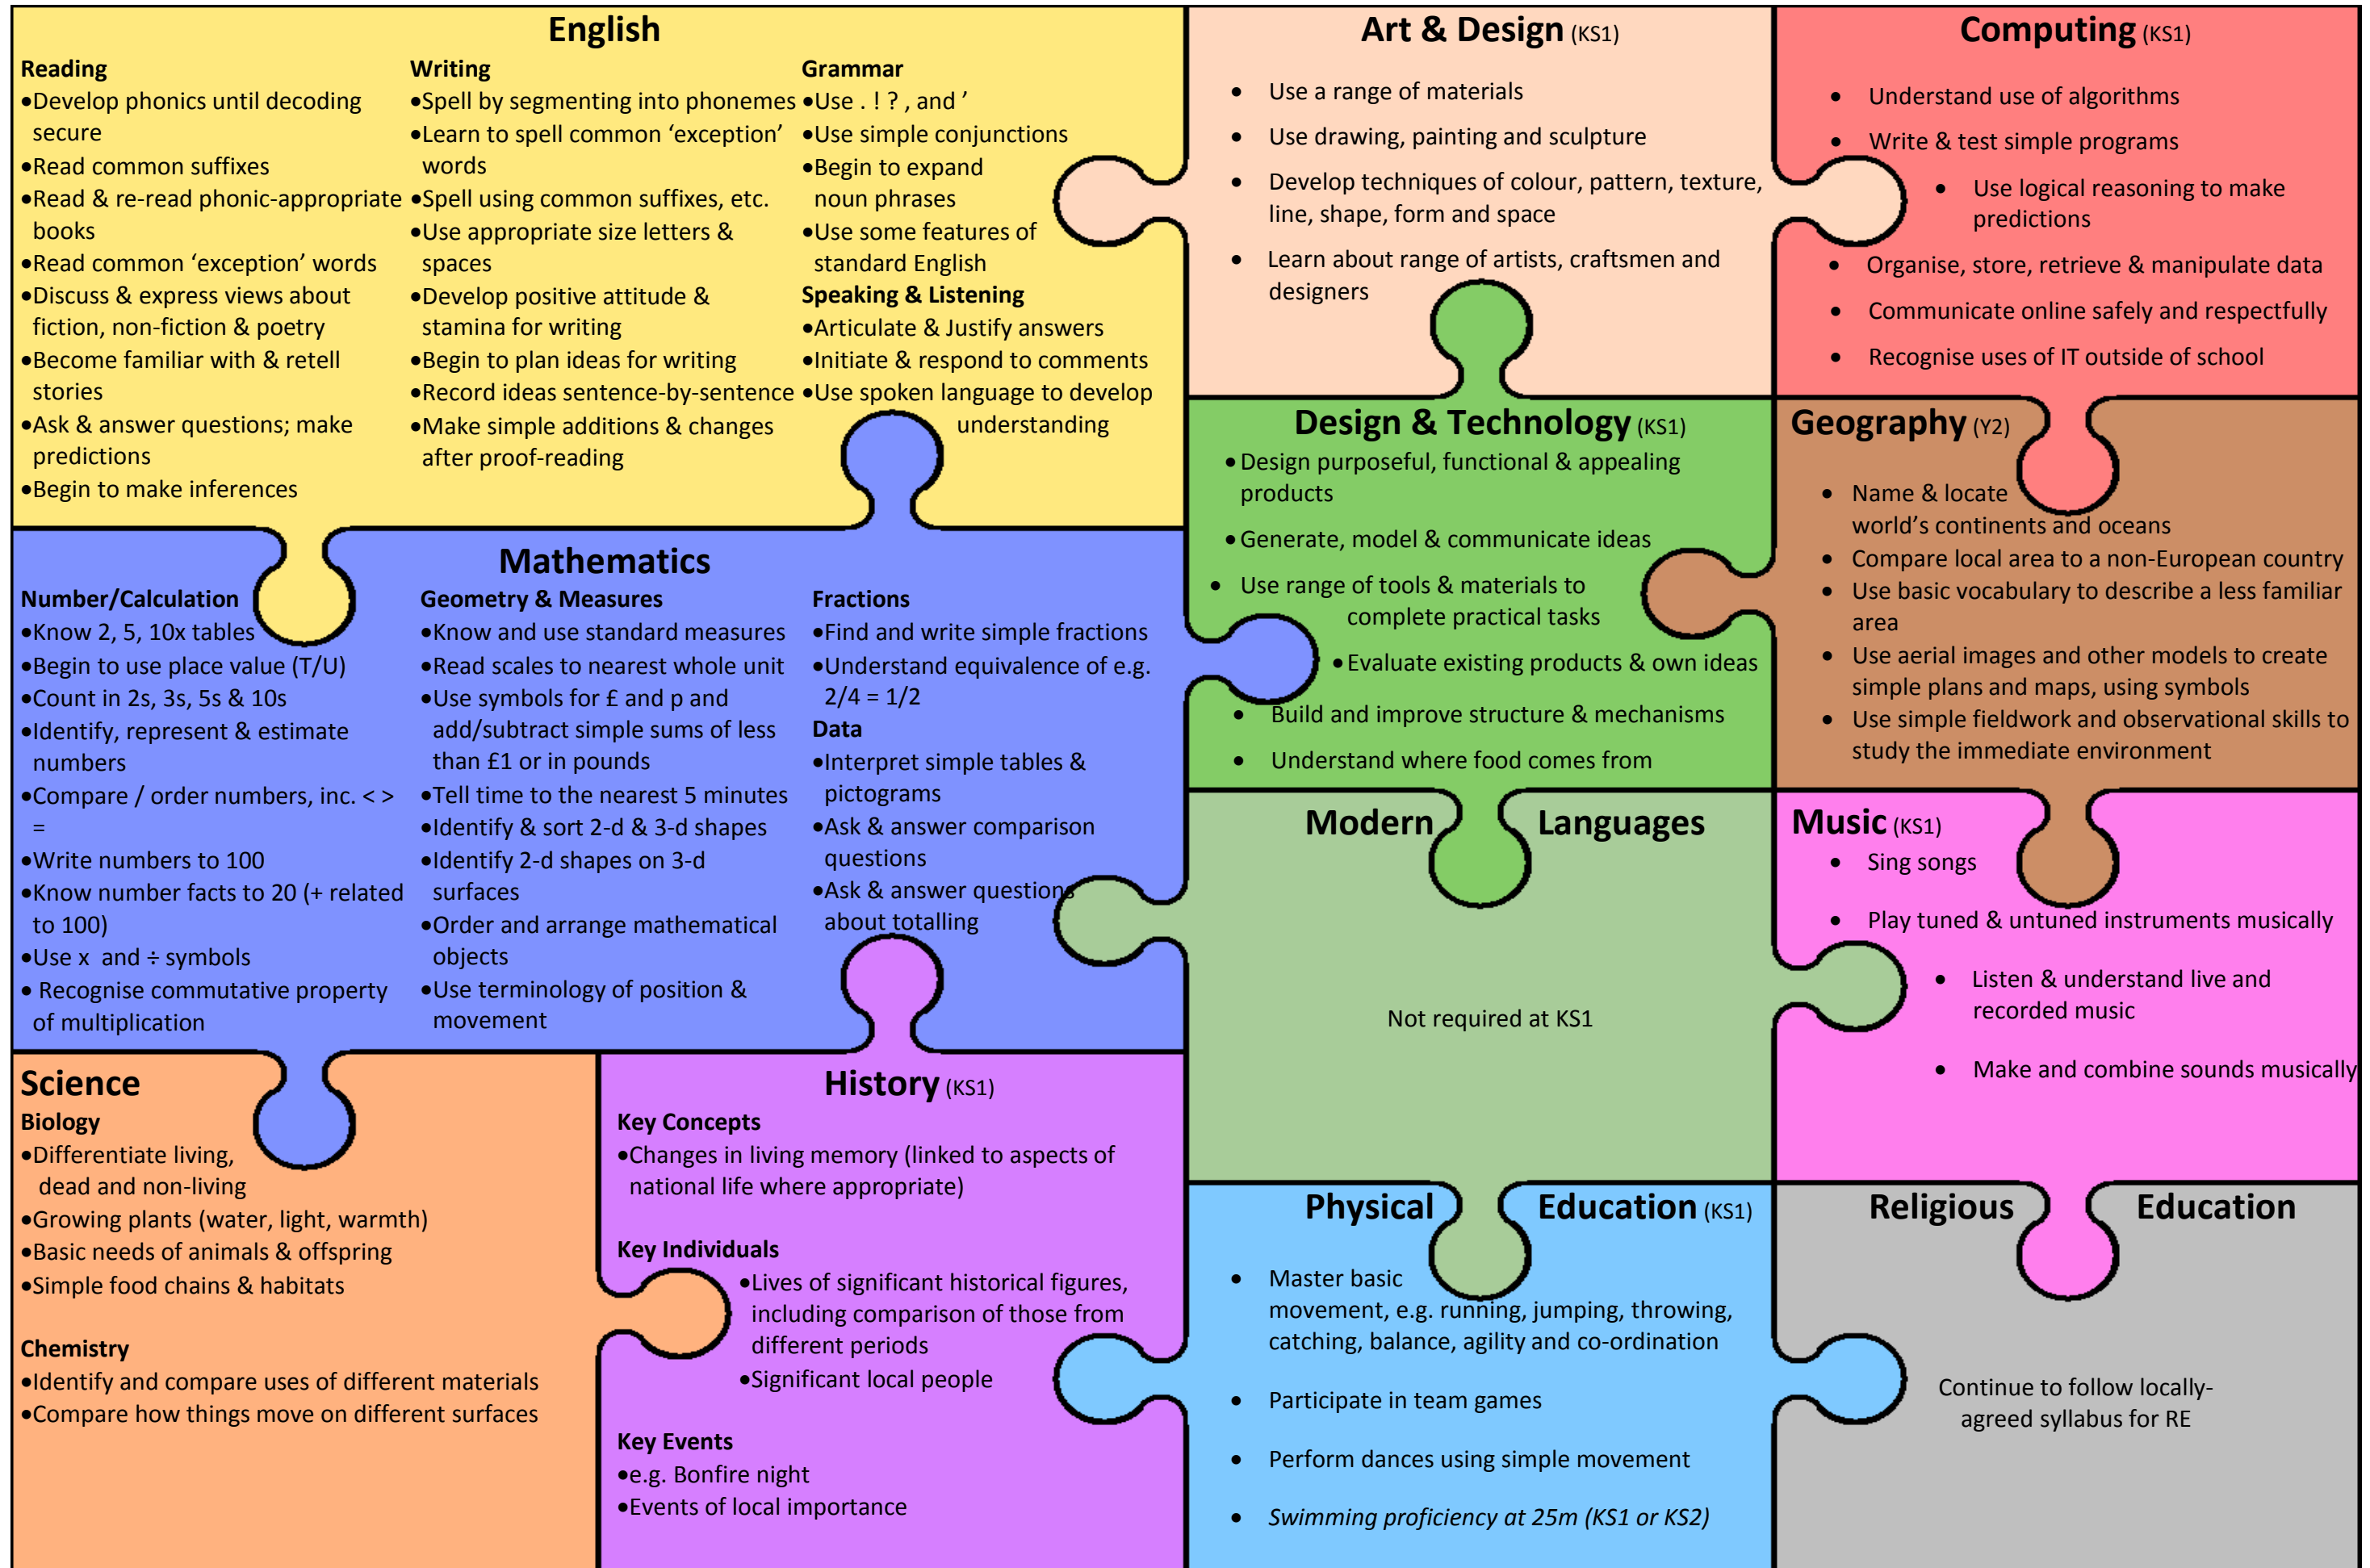 English
Reading
•Develop phonics until decoding
secure
•Read common suffixes
•Read & re-read phonic-appropriate
books
•Read common ‘exception’ words
•Discuss & express views about
fiction, non-fiction & poetry
•Become familiar with & retell
stories
•Ask & answer questions; make
predictions
•Begin to make inferences
Writing
•Spell by segmenting into phonemes
•Learn to spell common ‘exception’
words
•Spell using common suffixes, etc.
•Use appropriate size letters &
spaces
•Develop positive attitude &
stamina for writing
•Begin to plan ideas for writing
•Record ideas sentence-by-sentence
•Make simple additions & changes
after proof-reading
Grammar
•Use . ! ? , and ’
•Use simple conjunctions
•Begin to expand
noun phrases
•Use some features of
standard English
Speaking & Listening
•Articulate & Justify answers
•Initiate & respond to comments
•Use spoken language to develop
understanding
Art & Design (KS1)
• Use a range of materials
• Use drawing, painting and sculpture
• Develop techniques of colour, pattern, texture,
line, shape, form and space
• Learn about range of artists, craftsmen and
designers
Computing (KS1)
• Understand use of algorithms
• Write & test simple programs
• Use logical reasoning to make
predictions
• Organise, store, retrieve & manipulate data
• Communicate online safely and respectfully
• Recognise uses of IT outside of school
Mathematics
Number/Calculation
•Know 2, 5, 10x tables
•Begin to use place value (T/U)
•Count in 2s, 3s, 5s & 10s
•Identify, represent & estimate
numbers
•Compare / order numbers, inc. < >
=
•Write numbers to 100
•Know number facts to 20 (+ related
to 100)
•Use x and ÷ symbols
• Recognise commutative property
of multiplication
Geometry & Measures
•Know and use standard measures
•Read scales to nearest whole unit
•Use symbols for £ and p and
add/subtract simple sums of less
than £1 or in pounds
•Tell time to the nearest 5 minutes
•Identify & sort 2-d & 3-d shapes
•Identify 2-d shapes on 3-d
surfaces
•Order and arrange mathematical
objects
•Use terminology of position &
movement
Fractions
•Find and write simple fractions
•Understand equivalence of e.g.
2/4 = 1/2
Data
•Interpret simple tables &
pictograms
•Ask & answer comparison
questions
•Ask & answer questions
about totalling
Design & Technology (KS1)
•Design purposeful, functional & appealing
products
•Generate, model & communicate ideas
• Use range of tools & materials to
complete practical tasks
•Evaluate existing products & own ideas
• Build and improve structure & mechanisms
• Understand where food comes from
Geography (Y2)
• Name & locate
world’s continents and oceans
• Compare local area to a non-European country
• Use basic vocabulary to describe a less familiar
area
• Use aerial images and other models to create
simple plans and maps, using symbols
• Use simple fieldwork and observational skills to
study the immediate environment
Modern Languages
Not required at KS1
Music (KS1)
• Sing songs
• Play tuned & untuned instruments musically
• Listen & understand live and
recorded music
• Make and combine sounds musically
Science
Biology
•Differentiate living,
dead and non-living
•Growing plants (water, light, warmth)
•Basic needs of animals & offspring
•Simple food chains & habitats
Chemistry
•Identify and compare uses of different materials
•Compare how things move on different surfaces
History (KS1)
Key Concepts
•Changes in living memory (linked to aspects of
national life where appropriate)
Key Individuals
•Lives of significant historical figures,
including comparison of those from
different periods
•Significant local people
Key Events
•e.g. Bonfire night
•Events of local importance
Physical Education (KS1)
• Master basic
movement, e.g. running, jumping, throwing,
catching, balance, agility and co-ordination
• Participate in team games
• Perform dances using simple movement
• Swimming proficiency at 25m (KS1 or KS2)
Religious Education
Continue to follow locally-
agreed syllabus for RE